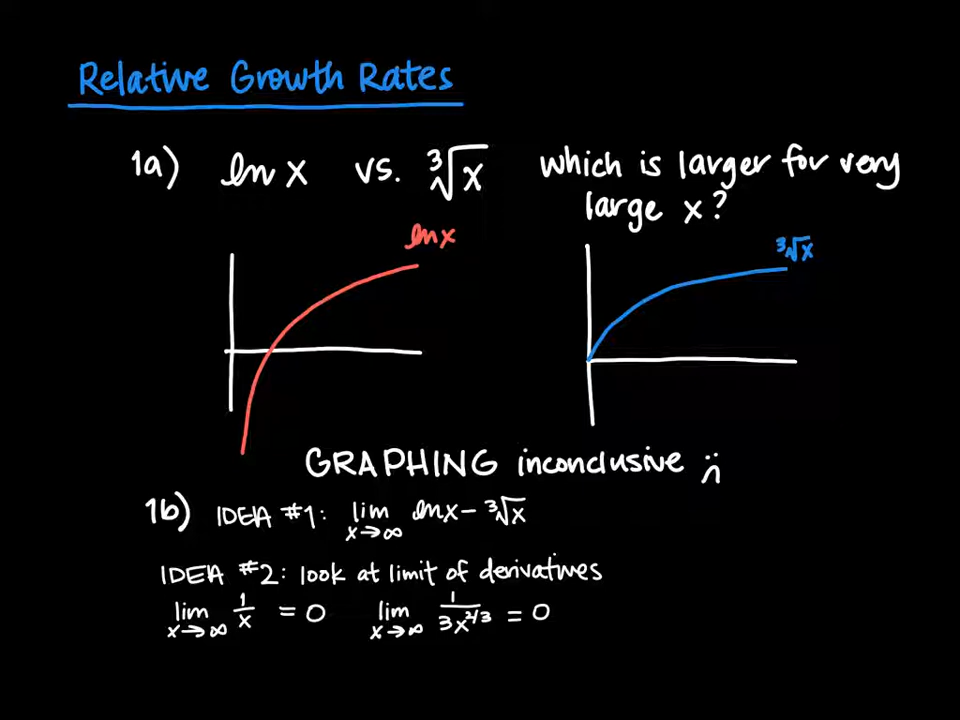 Relative Growth Rates
1a) ln x vs. ∛x which is larger for very
large x?
ln x
∛x
GRAPHING inconclusive :(
1b) IDEA #1: lim x→∞ ln x - ∛x
IDEA #2: look at limit of derivatives
lim x→∞ 1/x = 0 lim x→∞ 1/3x^2/3 = 0